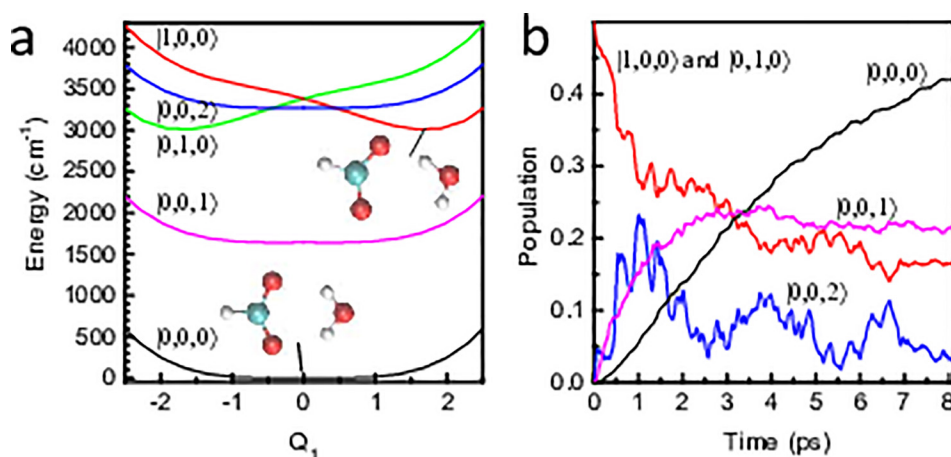 a
|1,0,0⟩
|0,0,2⟩
|0,1,0⟩
|0,0,1⟩
|0,0,0⟩
Energy (cm⁻¹)
4000
3500
3000
2500
2000
1500
1000
500
0
-2 -1 0 1 2
Q₁
b
|1,0,0⟩ and |0,1,0⟩
|0,0,0⟩
|0,0,1⟩
|0,0,2⟩
Population
0.4
0.3
0.2
0.1
0.0
0 1 2 3 4 5 6 7 8
Time (ps)